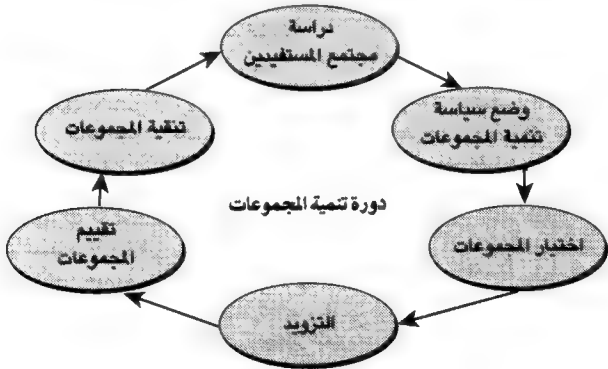 دراسة
مجتمع المستفيدين
وضع سياسة
تنمية المجموعات
اختيار المجموعات
التزويد
تقييم
المجموعات
تنقية المجموعات
دورة تنمية المجموعات